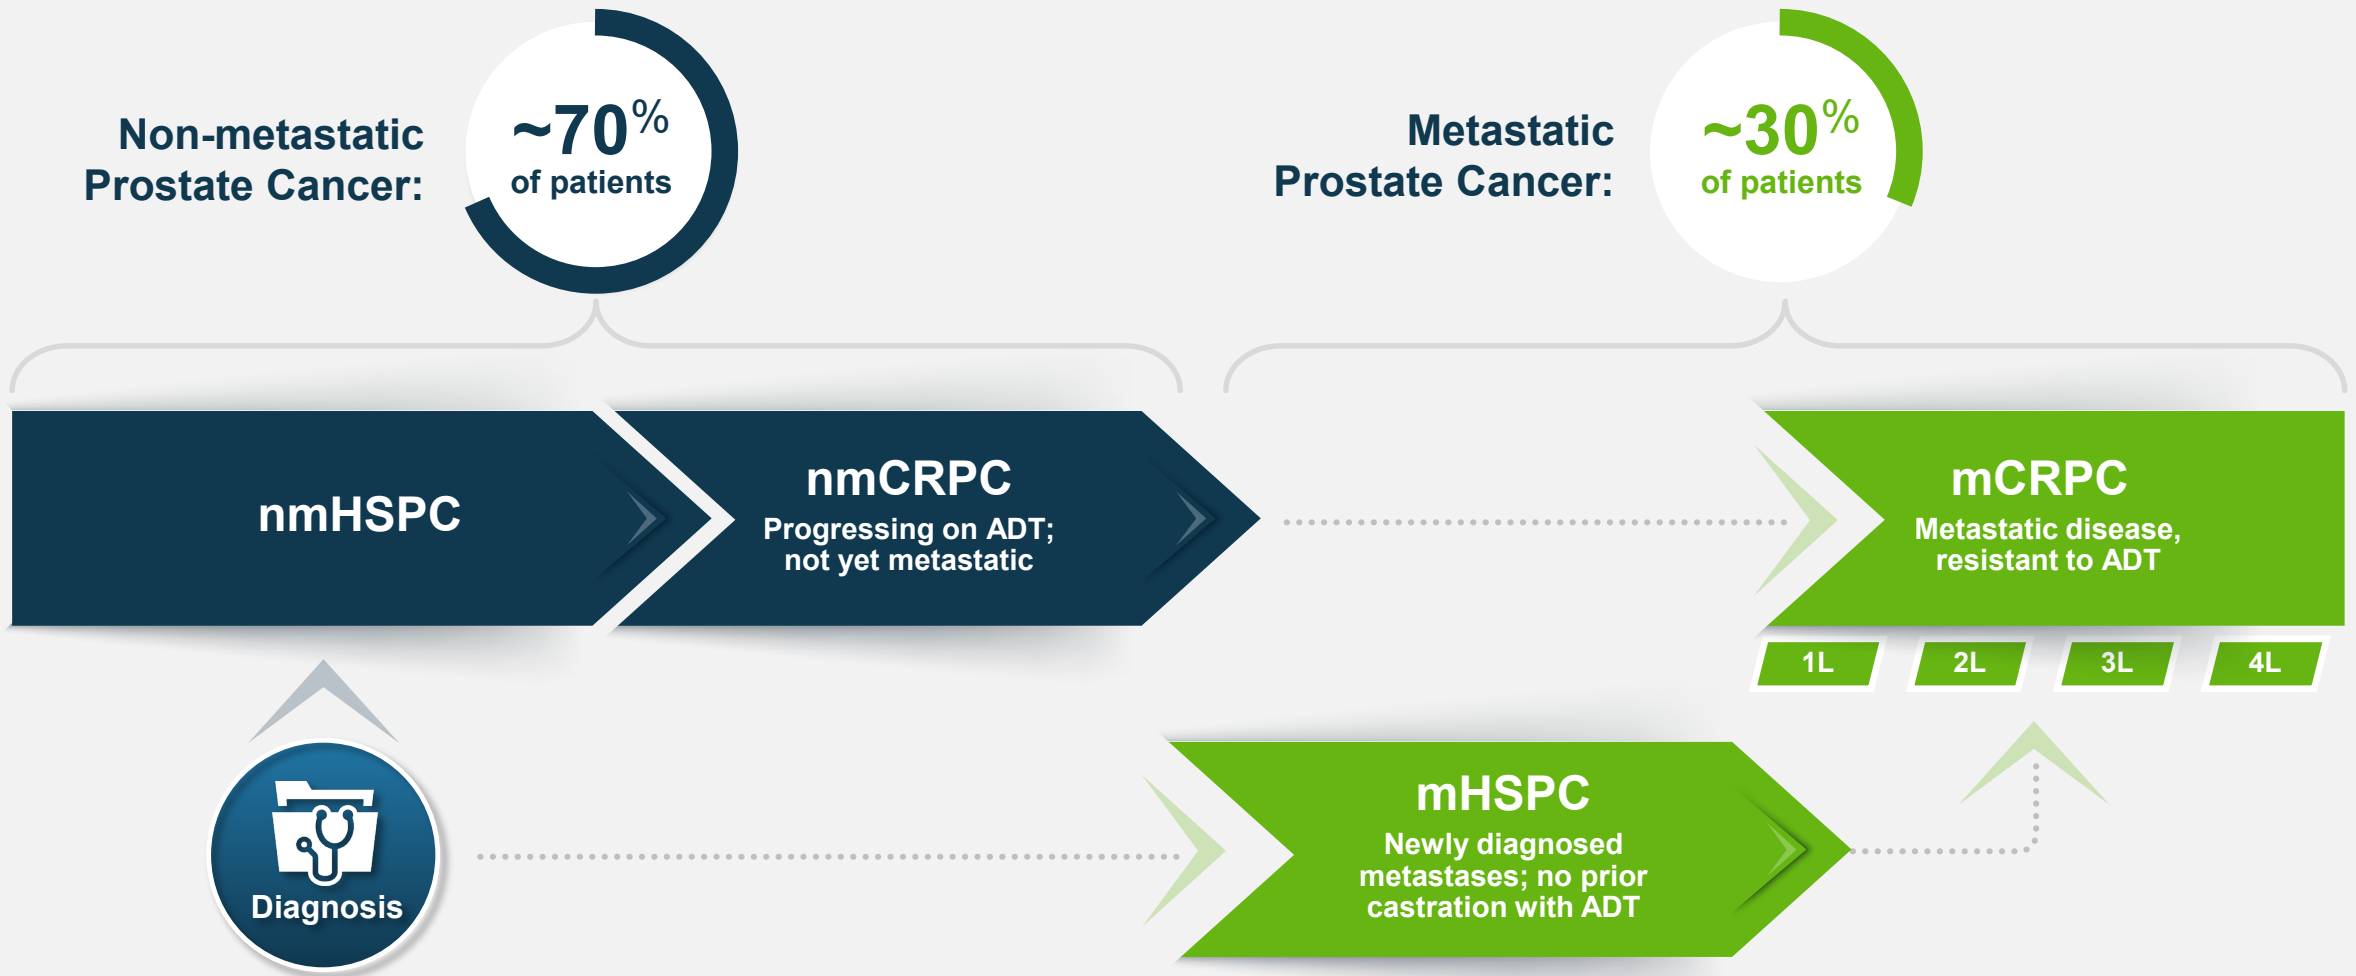 Non-metastatic
Prostate Cancer:
~70%
of patients
Metastatic
Prostate Cancer:
~30%
of patients
nmHSPC
nmCRPC
Progressing on ADT;
not yet metastatic
mCRPC
Metastatic disease,
resistant to ADT
1L
2L
3L
4L
Diagnosis
mHSPC
Newly diagnosed
metastases; no prior
castration with ADT